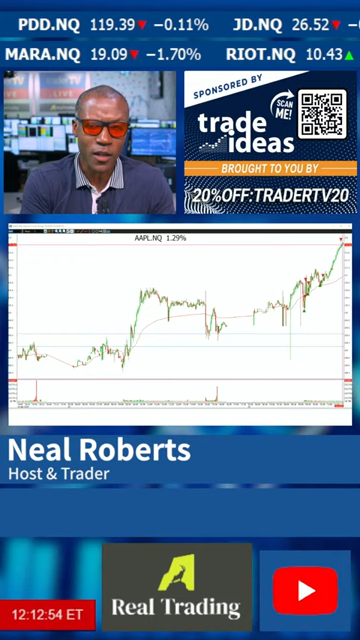 PDD.NQ 119.39▼ −0.11% JD.NQ 26.52▼
MARA.NQ 19.09▼ −1.70% RIOT.NQ 10.43▲
SPONSORED BY
SCAN ME!
trade
ideas
BROUGHT TO YOU BY
20%OFF:TRADERTV20
AAPL.NQ 1.29%
Neal Roberts
Host & Trader
12:12:54 ET
Real Trading